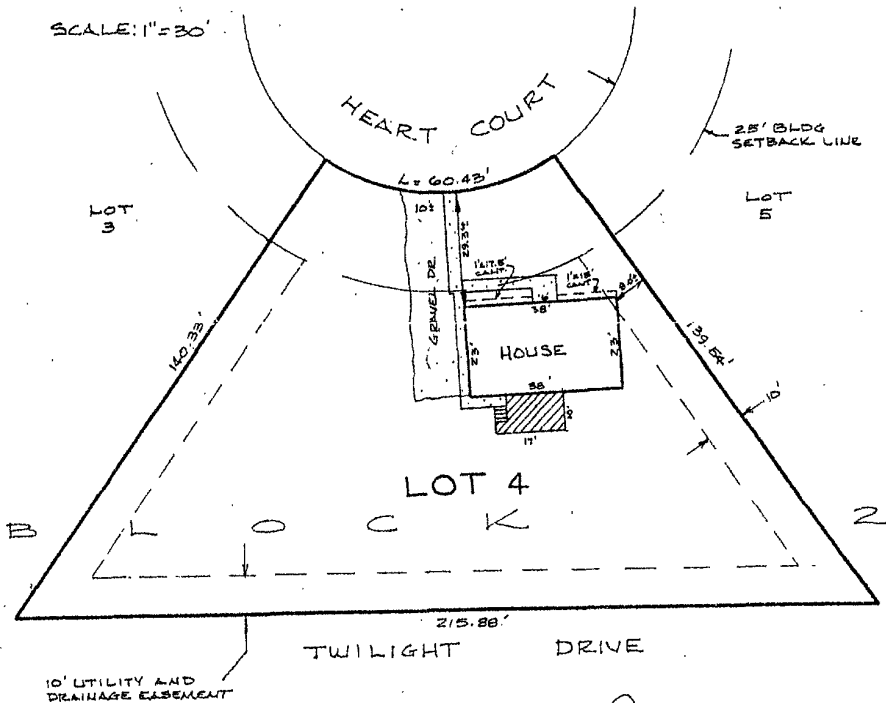 SCALE: 1"=30'
HEART COURT
25' BLDG
SETBACK LINE
L= 60.43'
LOT
3
LOT
5
GRAVEL DR.
38'
23'
HOUSE
23'
38'
17'
140.33'
139.54'
10'
LOT 4
BLOCK 2
215.88'
TWILIGHT DRIVE
10' UTILITY AND
DRAINAGE EASEMENT